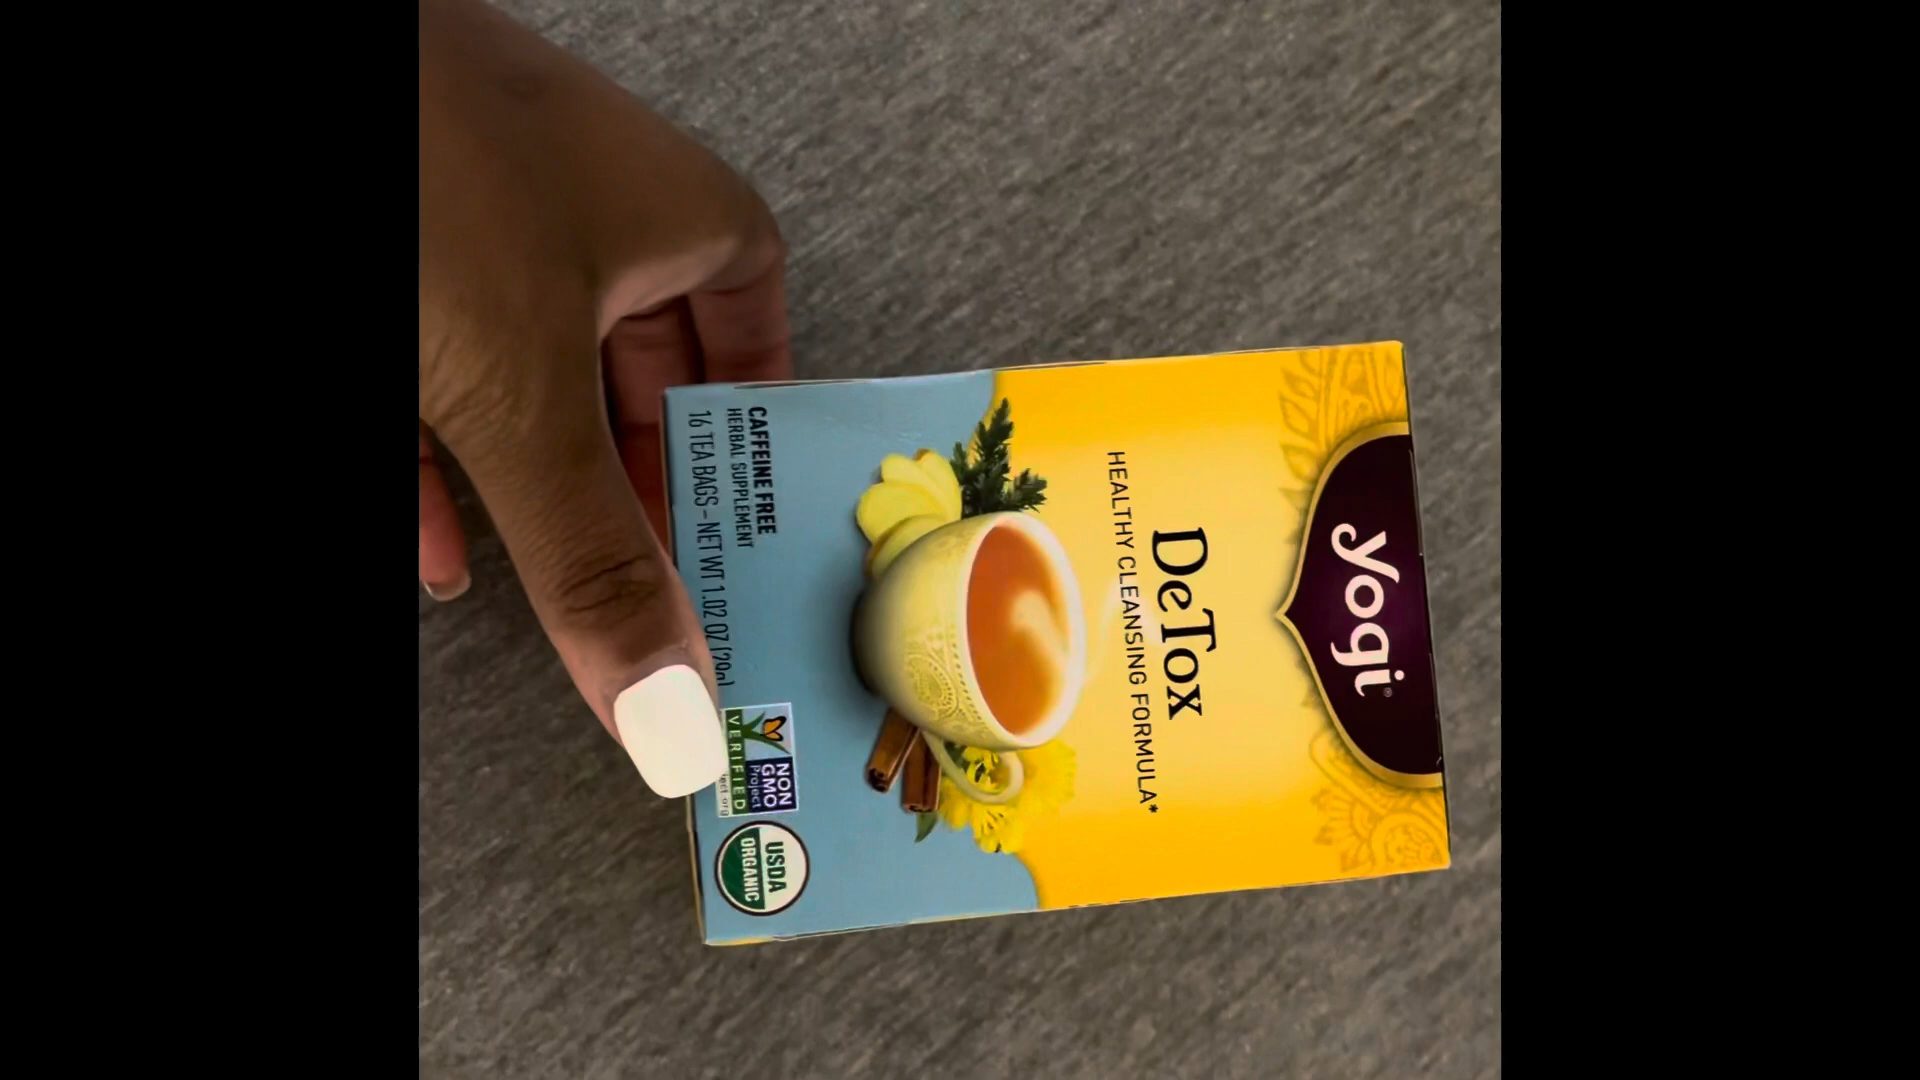 yogi®
DeTox
HEALTHY CLEANSING FORMULA*
CAFFEINE FREE
HERBAL SUPPLEMENT
16 TEA BAGS - NET WT 1.02 OZ (29g)
NON
GMO
Project
VERIFIED
USDA
ORGANIC